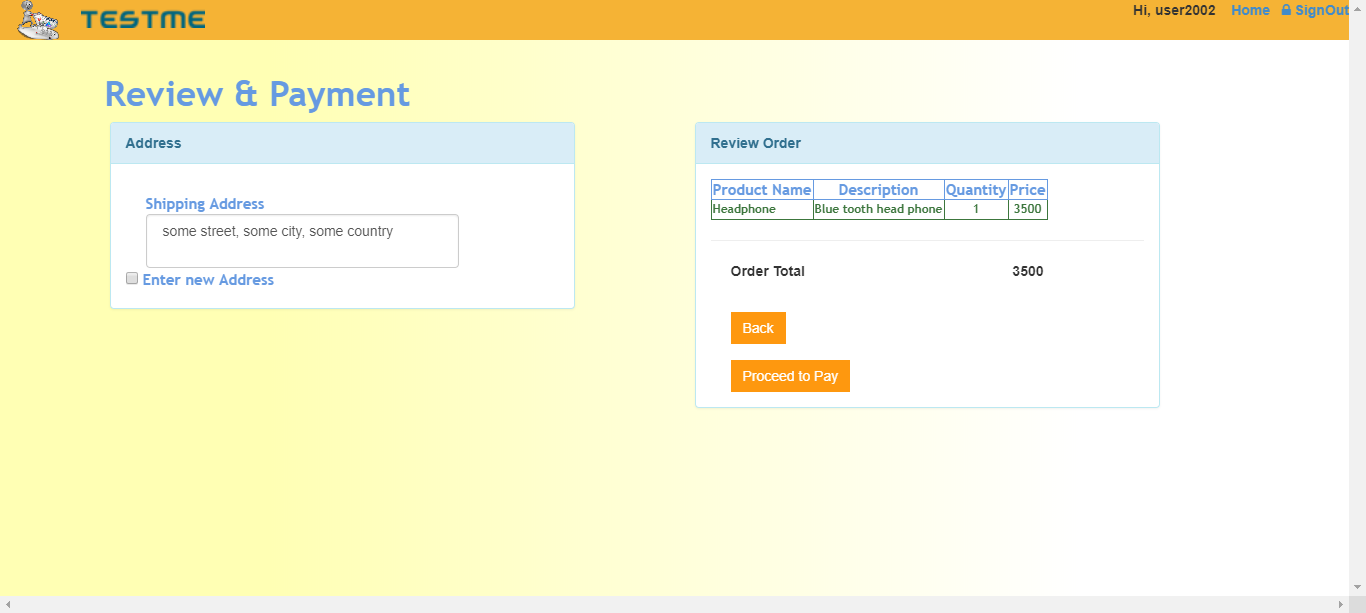 TESTME
Hi, user2002 Home SignOut
Review & Payment
Address
Shipping Address
some street, some city, some country
Enter new Address
Review Order
Product Name Description Quantity Price
Headphone Blue tooth head phone 1 3500
Order Total 3500
Back
Proceed to Pay